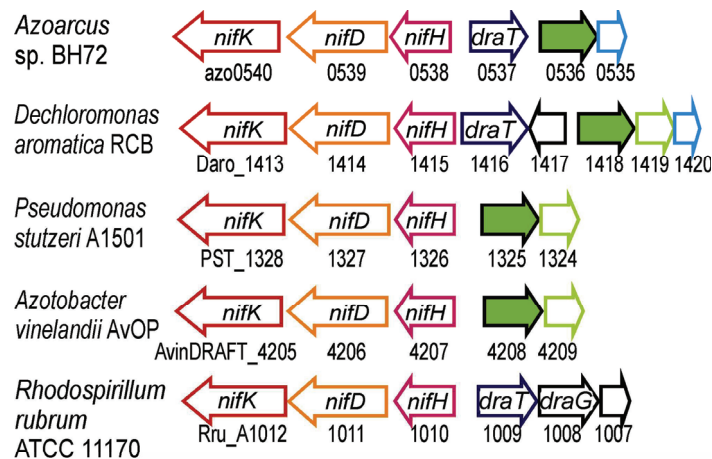 Azoarcus
sp. BH72
nifK nifD nifH draT
azo0540 0539 0538 0537 0536 0535
Dechloromonas
aromatica RCB
nifK nifD nifH draT
Daro_1413 1414 1415 1416 1417 1418 1419 1420
Pseudomonas
stutzeri A1501
nifK nifD nifH
PST_1328 1327 1326 1325 1324
Azotobacter
vinelandii AvOP
nifK nifD nifH
AvinDRAFT_4205 4206 4207 4208 4209
Rhodospirillum
rubrum
ATCC 11170
nifK nifD nifH draT draG
Rru_A1012 1011 1010 1009 1008 1007